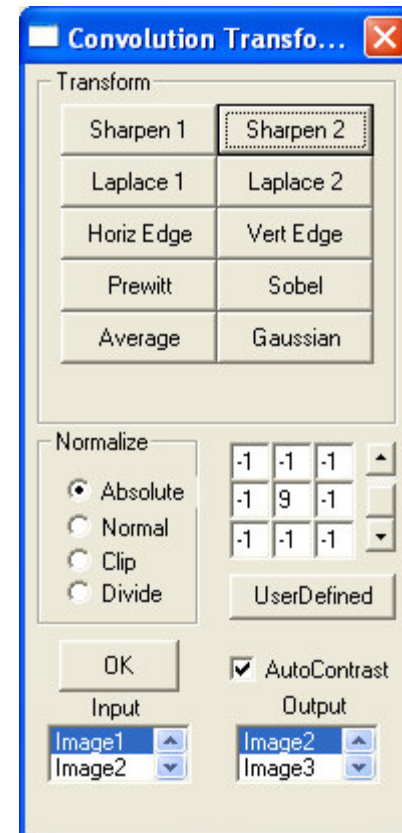 Convolution Transfo...
Transform
Sharpen 1 Sharpen 2
Laplace 1 Laplace 2
Horiz Edge Vert Edge
Prewitt Sobel
Average Gaussian
Normalize
Absolute
Normal
Clip
Divide
-1 -1 -1
-1 9 -1
-1 -1 -1
UserDefined
OK
AutoContrast
Input
Image1
Image2
Output
Image2
Image3